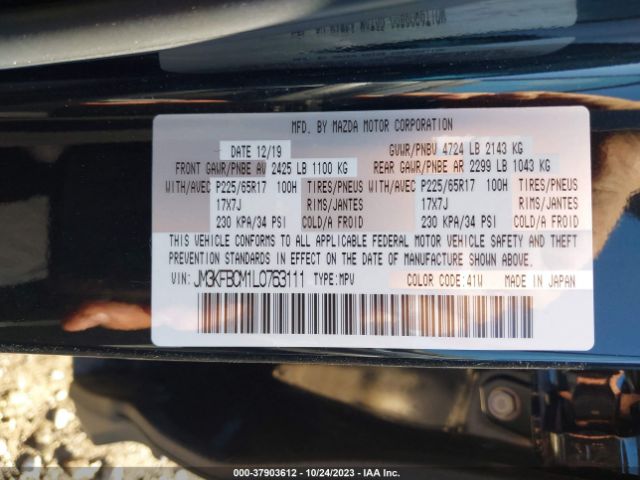 MFD. BY MAZDA MOTOR CORPORATION
DATE 12/19 GVWR/PNBV 4724 LB 2143 KG
FRONT GAWR/PNBE AV 2425 LB 1100 KG REAR GAWR/PNBE AR 2299 LB 1043 KG
WITH/AVEC P225/65R17 100H TIRES/PNEUS WITH/AVEC P225/65R17 100H TIRES/PNEUS
17X7J RIMS/JANTES 17X7J RIMS/JANTES
230 KPA/34 PSI COLD/A FROID 230 KPA/34 PSI COLD/A FROID
THIS VEHICLE CONFORMS TO ALL APPLICABLE FEDERAL MOTOR VEHICLE SAFETY AND THEFT
PREVENTION STANDARDS IN EFFECT ON THE DATE OF MANUFACTURE SHOWN ABOVE.
VIN: JM3KFBCM1L0763111 TYPE:MPV COLOR CODE:41W MADE IN JAPAN
000-37903612 - 10/24/2023 - IAA Inc.